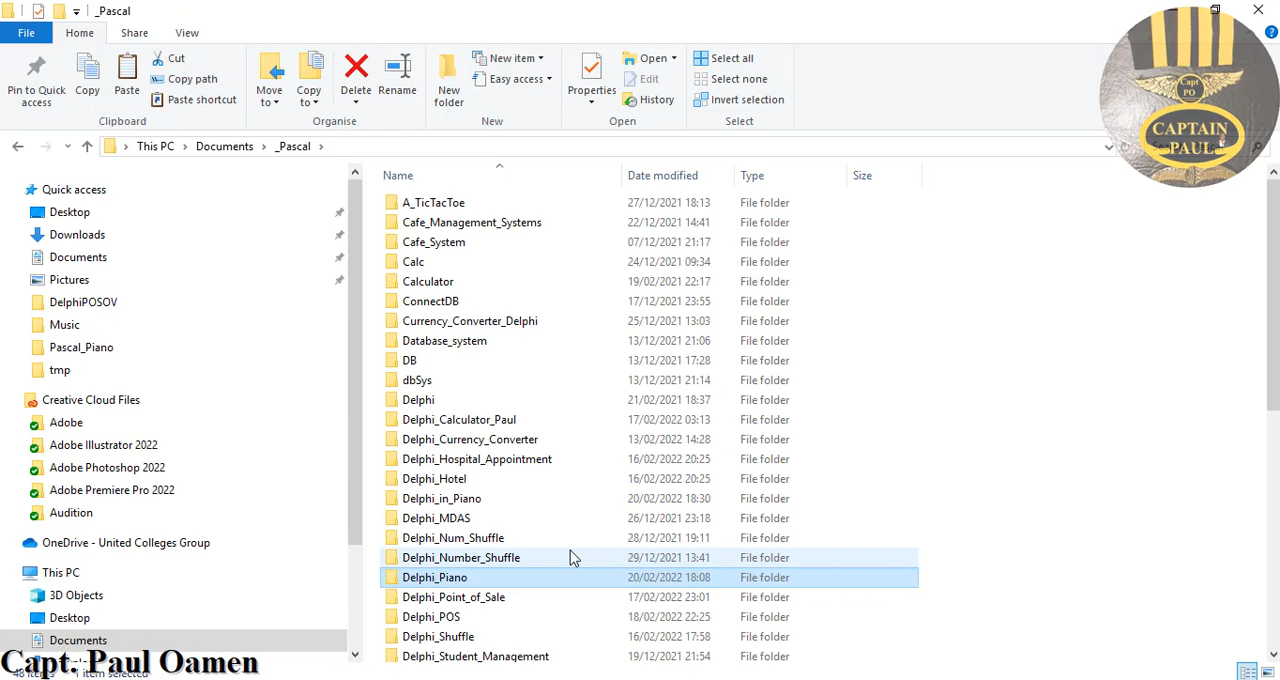 _Pascal
File Home Share View
Pin to Quick access
Copy
Paste
Cut
Copy path
Paste shortcut
Clipboard
Move to
Copy to
Delete
Rename
Organise
New folder
New item
Easy access
New
Properties
Open
Edit
History
Open
Select all
Select none
Invert selection
Select
Capt
PO
CAPTAIN
PAUL
This PC > Documents > _Pascal >
Quick access
Desktop
Downloads
Documents
Pictures
DelphiPOSOV
Music
Pascal_Piano
tmp
Creative Cloud Files
Adobe
Adobe Illustrator 2022
Adobe Photoshop 2022
Adobe Premiere Pro 2022
Audition
OneDrive - United Colleges Group
This PC
3D Objects
Desktop
Documents
Name Date modified Type Size
A_TicTacToe 27/12/2021 18:13 File folder
Cafe_Management_Systems 22/12/2021 14:41 File folder
Cafe_System 07/12/2021 21:17 File folder
Calc 24/12/2021 09:34 File folder
Calculator 19/02/2022 22:17 File folder
ConnectDB 17/12/2021 23:55 File folder
Currency_Converter_Delphi 25/12/2021 13:03 File folder
Database_system 13/12/2021 21:06 File folder
DB 13/12/2021 17:28 File folder
dbSys 13/12/2021 21:14 File folder
Delphi 21/02/2022 18:37 File folder
Delphi_Calculator_Paul 17/02/2022 03:13 File folder
Delphi_Currency_Converter 13/02/2022 14:28 File folder
Delphi_Hospital_Appointment 16/02/2022 20:25 File folder
Delphi_Hotel 16/02/2022 20:25 File folder
Delphi_in_Piano 20/02/2022 18:30 File folder
Delphi_MDAS 26/12/2021 23:18 File folder
Delphi_Num_Shuffle 28/12/2021 19:11 File folder
Delphi_Number_Shuffle 29/12/2021 13:41 File folder
Delphi_Piano 20/02/2022 18:08 File folder
Delphi_Point_of_Sale 17/02/2022 23:01 File folder
Delphi_POS 18/02/2022 22:25 File folder
Delphi_Shuffle 16/02/2022 17:58 File folder
Delphi_Student_Management 19/12/2021 21:54 File folder
Capt. Paul Oamen